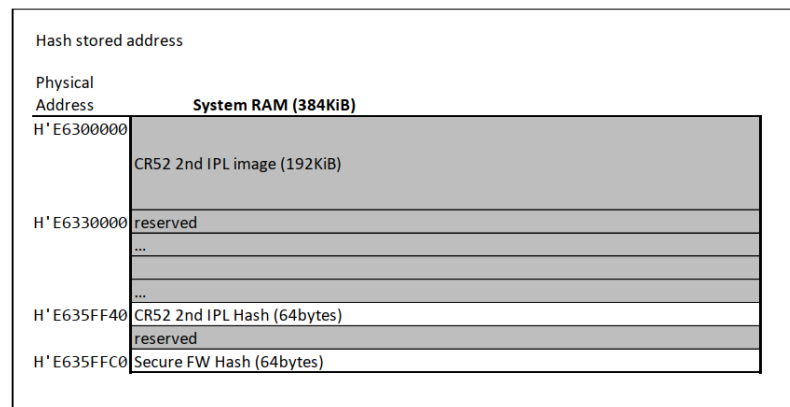 Hash stored address
Physical
Address System RAM (384KiB)
H'E6300000
CR52 2nd IPL image (192KiB)
H'E6330000 reserved
...
...
H'E635FF40 CR52 2nd IPL Hash (64bytes)
reserved
H'E635FFC0 Secure FW Hash (64bytes)